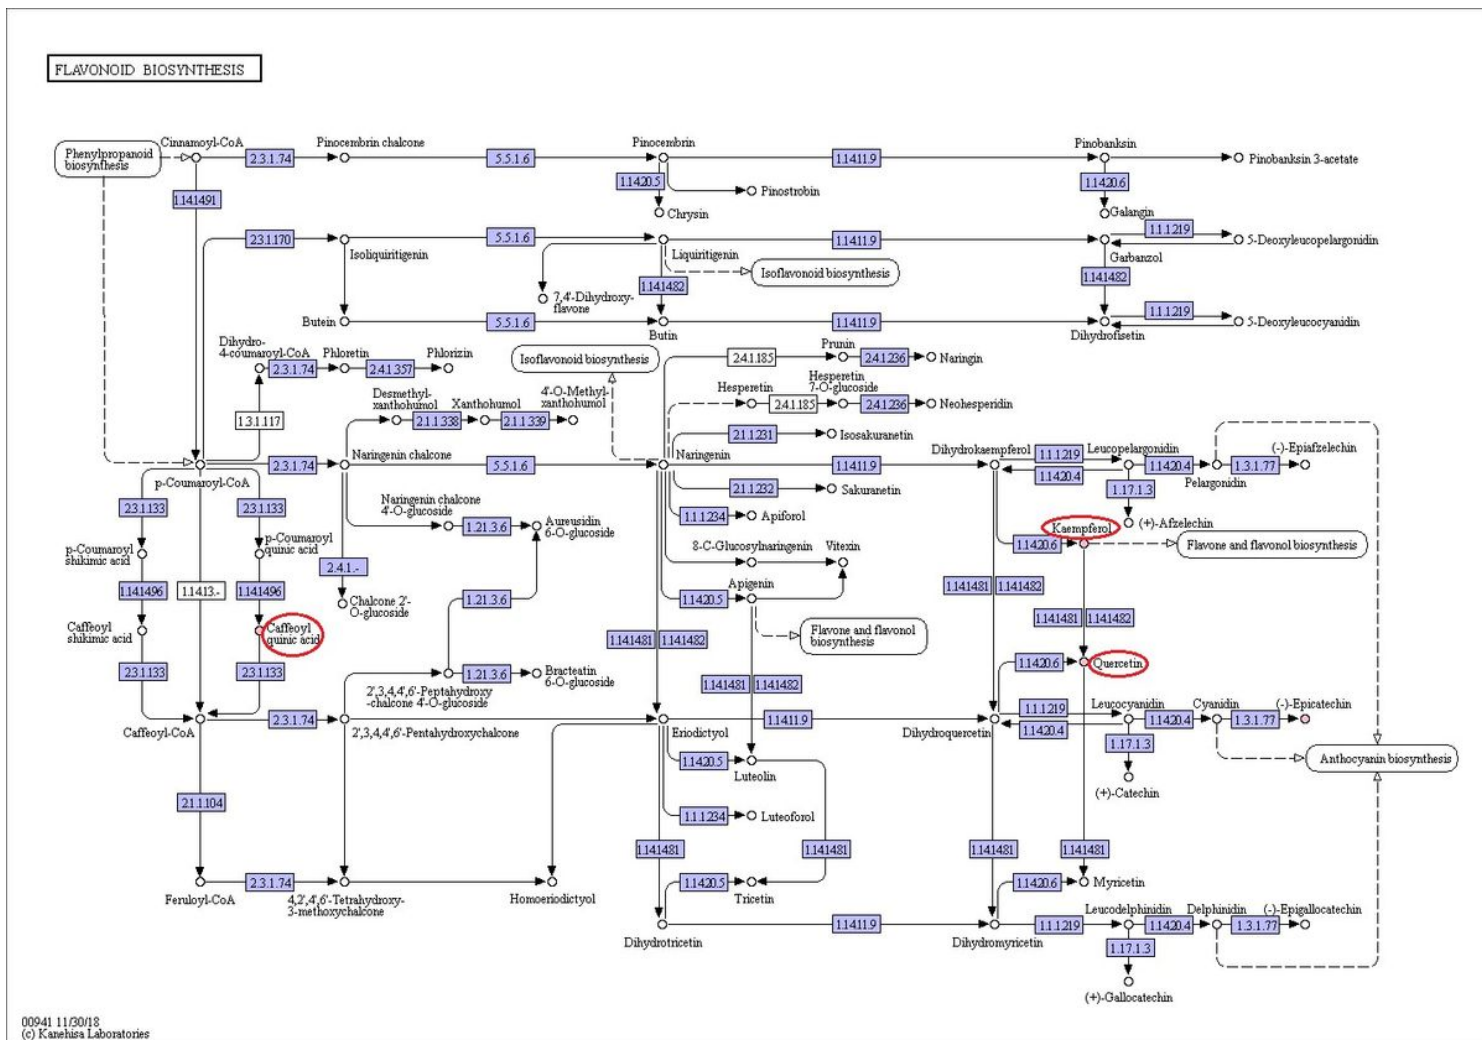 FLAVONOID BIOSYNTHESIS
Phenylpropanoid
biosynthesis
Cinnamoyl-CoA
2.3.1.74
Pinocembrin chalcone
5.5.1.6
Pinocembrin
1.14.11.9
Pinobanksin
Pinobanksin 3-acetate
1.14.14.91
1.14.20.5
Pinostrobin
Chrysin
1.14.20.6
Galangin
2.3.1.170
Isoliquiritigenin
5.5.1.6
Liquiritigenin
1.14.11.9
Garbanzol
1.1.1.219
5-Deoxyleucopelargonidin
Isoflavonoid biosynthesis
7,4'-Dihydroxy-
flavone
1.14.14.82
1.14.14.82
Butein
5.5.1.6
Butin
1.14.11.9
Dihydrofisetin
1.1.1.219
5-Deoxyleucocyanidin
Dihydro-
4-coumaroyl-CoA
2.3.1.74
Phloretin
2.4.1.357
Phlorizin
Isoflavonoid biosynthesis
2.4.1.185
Prunin
2.4.1.236
Naringin
Desmethyl-
xanthohumol
2.1.1.338
Xanthohumol
2.1.1.339
4'-O-Methyl-
xanthohumol
Hesperetin
2.4.1.185
Hesperetin
7-O-glucoside
2.4.1.236
Neohesperidin
1.3.1.117
2.1.1.231
Isosakuranetin
p-Coumaroyl-CoA
2.3.1.74
Naringenin chalcone
5.5.1.6
Naringenin
1.14.11.9
Dihydrokaempferol
1.1.1.219
1.14.20.4
Leucopelargonidin
1.14.20.4
Pelargonidin
1.3.1.77
(-)-Epiafzelechin
2.1.1.232
Sakuranetin
1.17.1.3
(+)-Afzelechin
2.3.1.133
2.3.1.133
Naringenin chalcone
4'-O-glucoside
1.21.3.6
Aureusidin
6-O-glucoside
1.1.1.234
Apiforol
Kaempferol
1.14.20.6
Flavone and flavonol biosynthesis
p-Coumaroyl
shikimic acid
p-Coumaroyl
quinic acid
2.4.1.-
8-C-Glucosylnaringenin
Vitexin
1.14.14.96
1.14.13.-
1.14.14.96
Chalcone 2'-
O-glucoside
1.21.3.6
1.14.20.5
Apigenin
1.14.14.81
1.14.14.82
1.14.14.81
1.14.14.82
Caffeoyl
shikimic acid
Caffeoyl
quinic acid
Flavone and flavonol
biosynthesis
1.14.14.81
1.14.14.82
2.3.1.133
2.3.1.133
2',3,4,4',6'-Peptahydroxy
-chalcone 4'-O-glucoside
1.21.3.6
Bracteatin
6-O-glucoside
1.14.14.81
1.14.14.82
1.14.20.6
Quercetin
Caffeoyl-CoA
2.3.1.74
2',3,4,4',6'-Pentahydroxychalcone
Eriodictyol
1.14.11.9
Dihydroquercetin
1.1.1.219
1.14.20.4
Leucocyanidin
1.14.20.4
Cyanidin
1.3.1.77
(-)-Epicatechin
1.14.20.5
Luteolin
1.17.1.3
(+)-Catechin
Anthocyanin biosynthesis
2.1.1.104
1.1.1.234
Luteoforol
1.14.14.81
1.14.14.81
1.14.14.81
1.14.14.81
Feruloyl-CoA
2.3.1.74
4,2',4',6'-Tetrahydroxy-
3-methoxychalcone
Homoeriodictyol
1.14.20.5
Tricetin
1.14.20.6
Myricetin
Dihydrotricetin
1.14.11.9
Dihydromyricetin
1.1.1.219
Leucodelphinidin
1.14.20.4
Delphinidin
1.3.1.77
(-)-Epigallocatechin
1.17.1.3
(+)-Gallocatechin
00941 11/30/18
(c) Kanehisa Laboratories